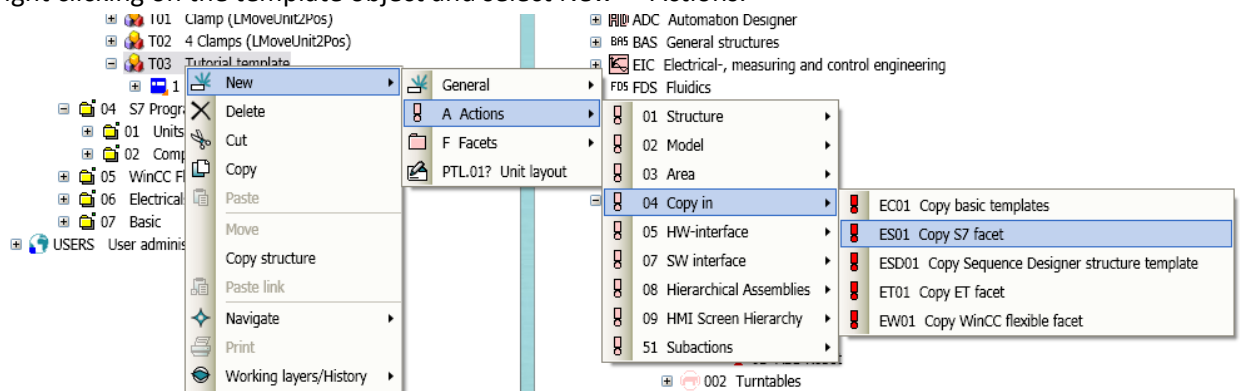 right clicking on the template object and select New – Actions.
T01 Clamp (LMoveUnit2Pos)
T02 4 Clamps (LMoveUnit2Pos)
T03 Tutorial template
1
04 S7 Progr
01 Units
02 Comp
05 WinCC Fl
06 Electrical
07 Basic
USERS User adminis
New
Delete
Cut
Copy
Paste
Move
Copy structure
Paste link
Navigate
Print
Working layers/History
General
A Actions
F Facets
PTL.01? Unit layout
ADC Automation Designer
BAS BAS General structures
EIC Electrical-, measuring and control engineering
FDS FDS Fluidics
01 Structure
02 Model
03 Area
04 Copy in
05 HW-interface
07 SW interface
08 Hierarchical Assemblies
09 HMI Screen Hierarchy
51 Subactions
EC01 Copy basic templates
ES01 Copy S7 facet
ESD01 Copy Sequence Designer structure template
ET01 Copy ET facet
EW01 Copy WinCC flexible facet
002 Turntables